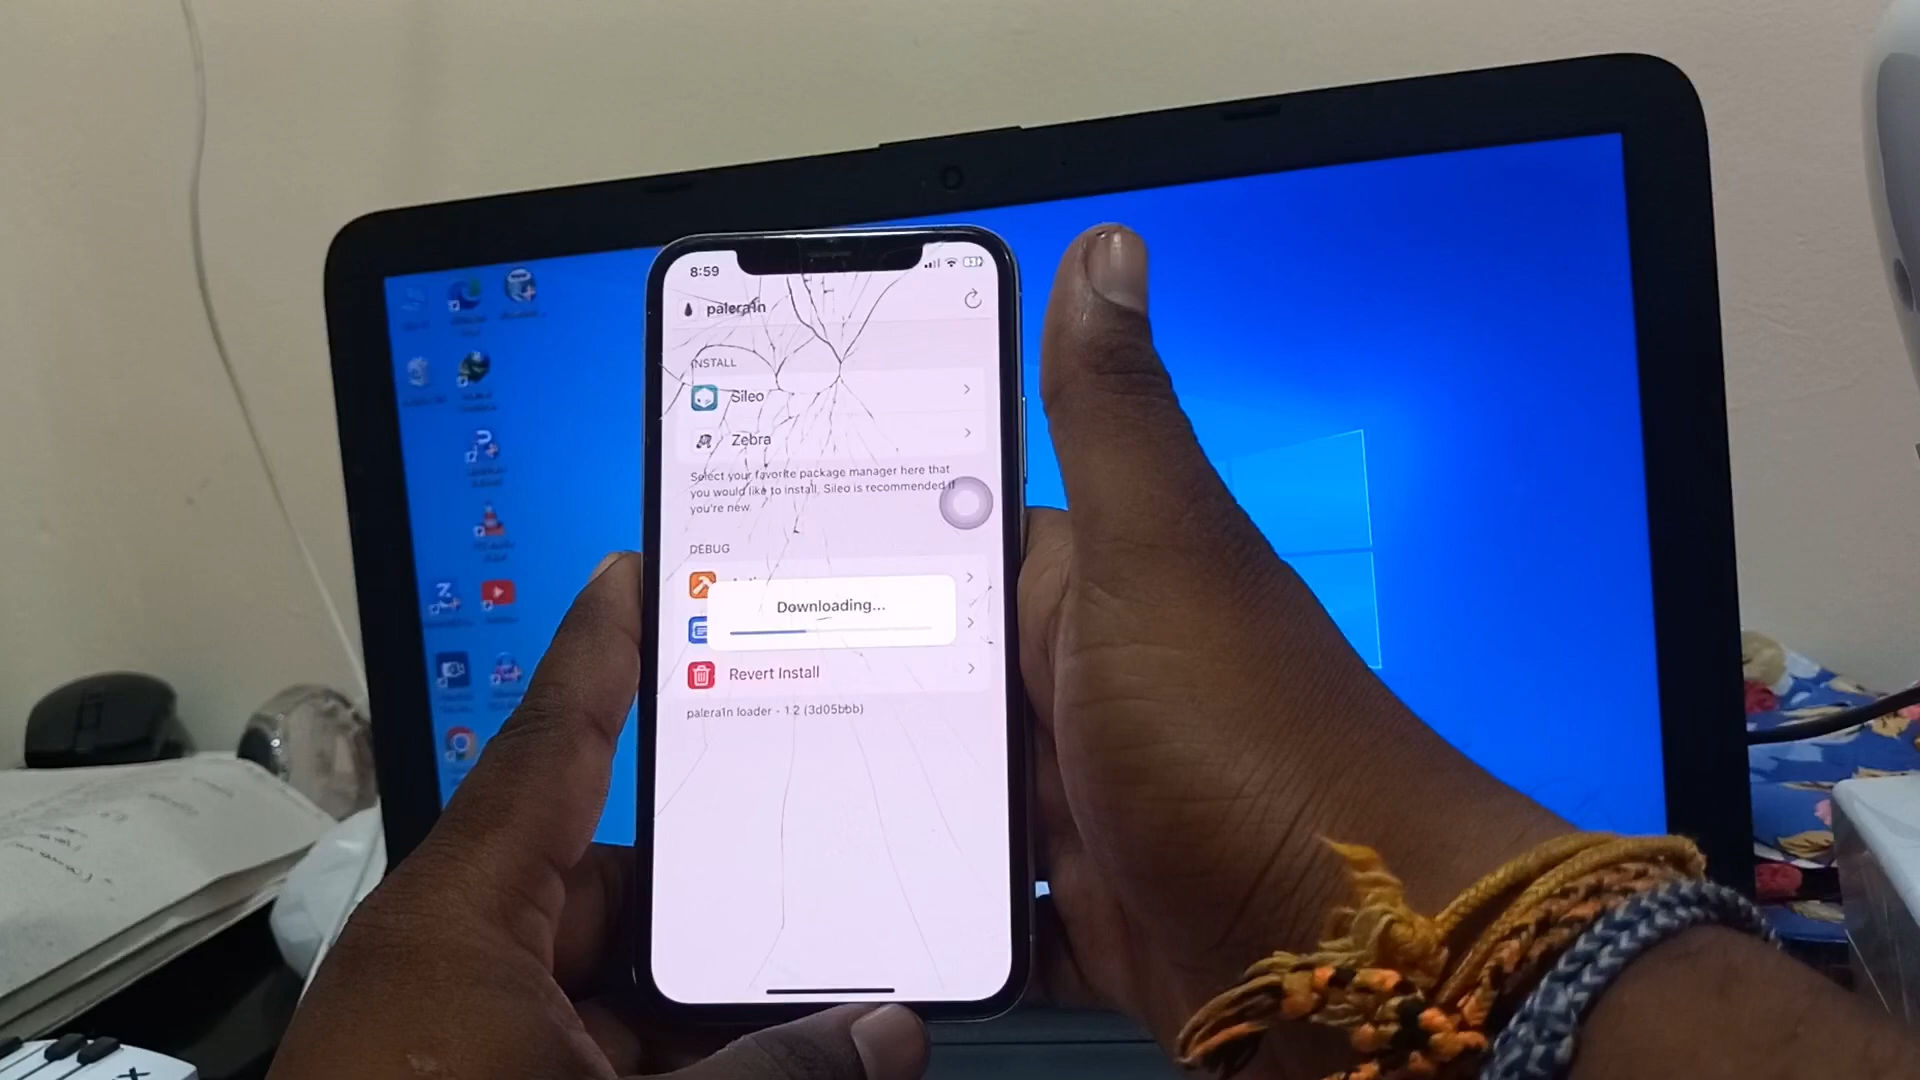 8:59
palera1n
INSTALL
Sileo
Zebra
Select your favorite package manager here that
you would like to install. Sileo is recommended if
you're new.
DEBUG
Downloading...
Revert Install
palera1n loader - 1.2 (3d05bbb)